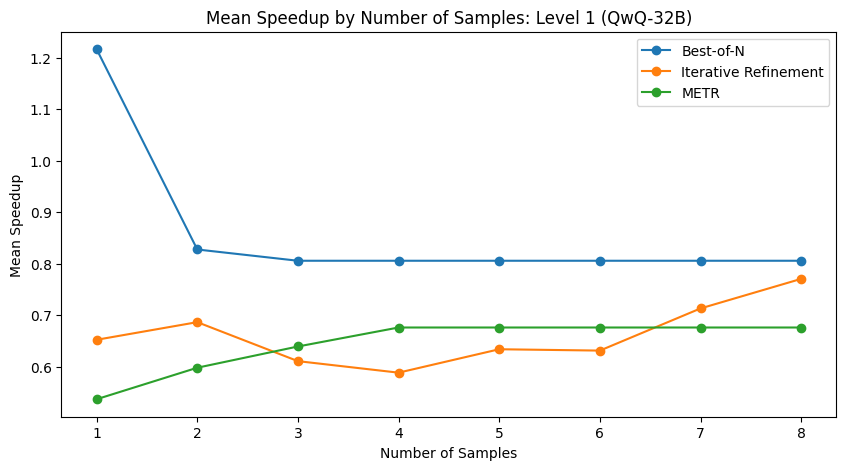 Mean Speedup by Number of Samples: Level 1 (QwQ-32B)
Best-of-N
Iterative Refinement
METR
Mean Speedup
1.2
1.1
1.0
0.9
0.8
0.7
0.6
1 2 3 4 5 6 7 8
Number of Samples